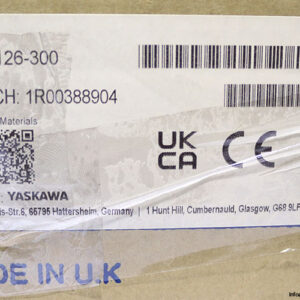 126-300
CH: 1R00388904
Materials
UK
CA CE
: YASKAWA
is-Str.6, 65795 Hattersheim, Germany | 1 Hunt Hill, Cumbernauld, Glasgow, G68 9LF
DE IN U.K